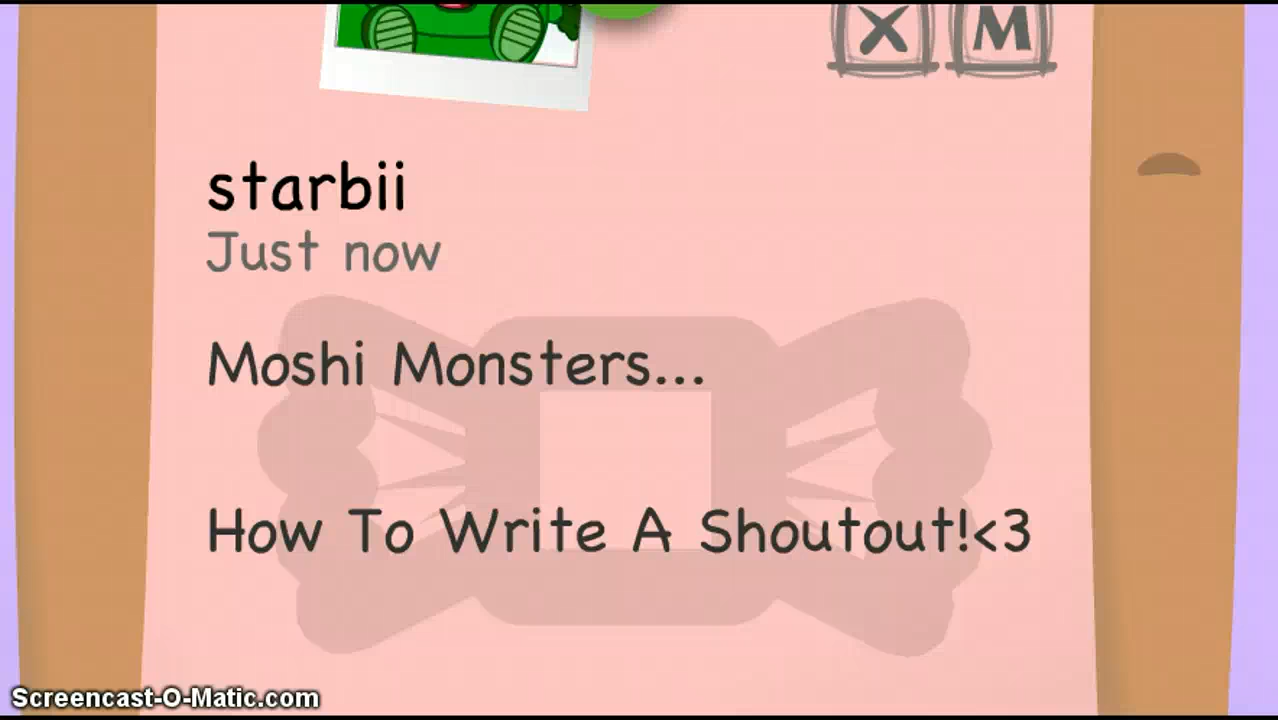 X M
starbii
Just now
Moshi Monsters...
How To Write A Shoutout!<3
Screencast-O-Matic.com